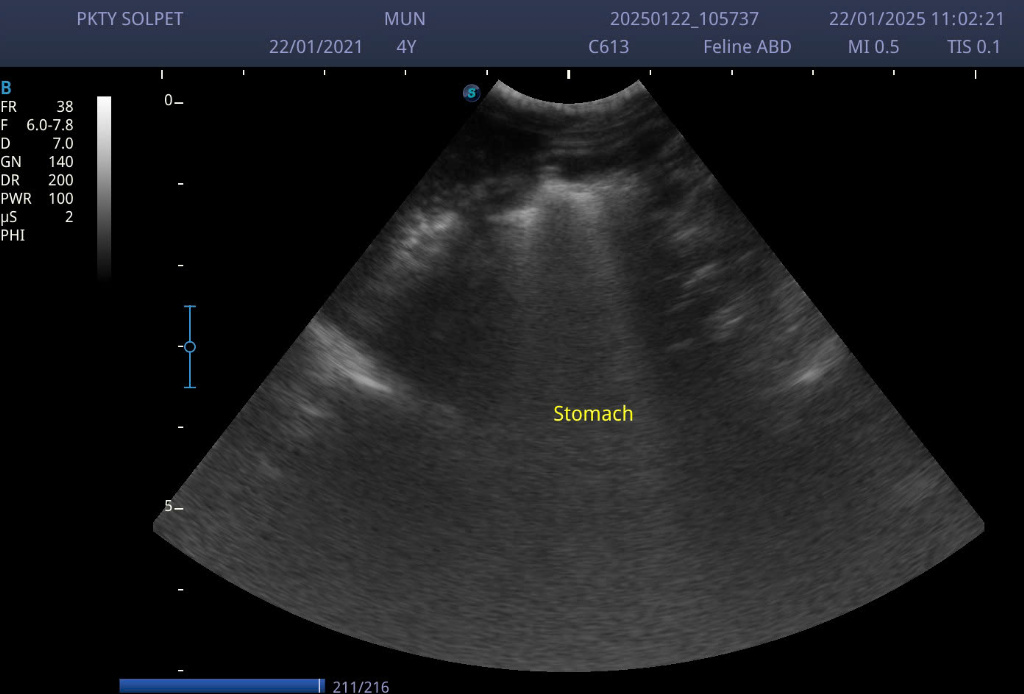 PKTY SOLPET MUN 20250122_105737 22/01/2025 11:02:21
22/01/2021 4Y C613 Feline ABD MI 0.5 TIS 0.1
B
FR 38
F 6.0-7.8
D 7.0
GN 140
DR 200
PWR 100
µS 2
PHI
0
S
Stomach
5
211/216